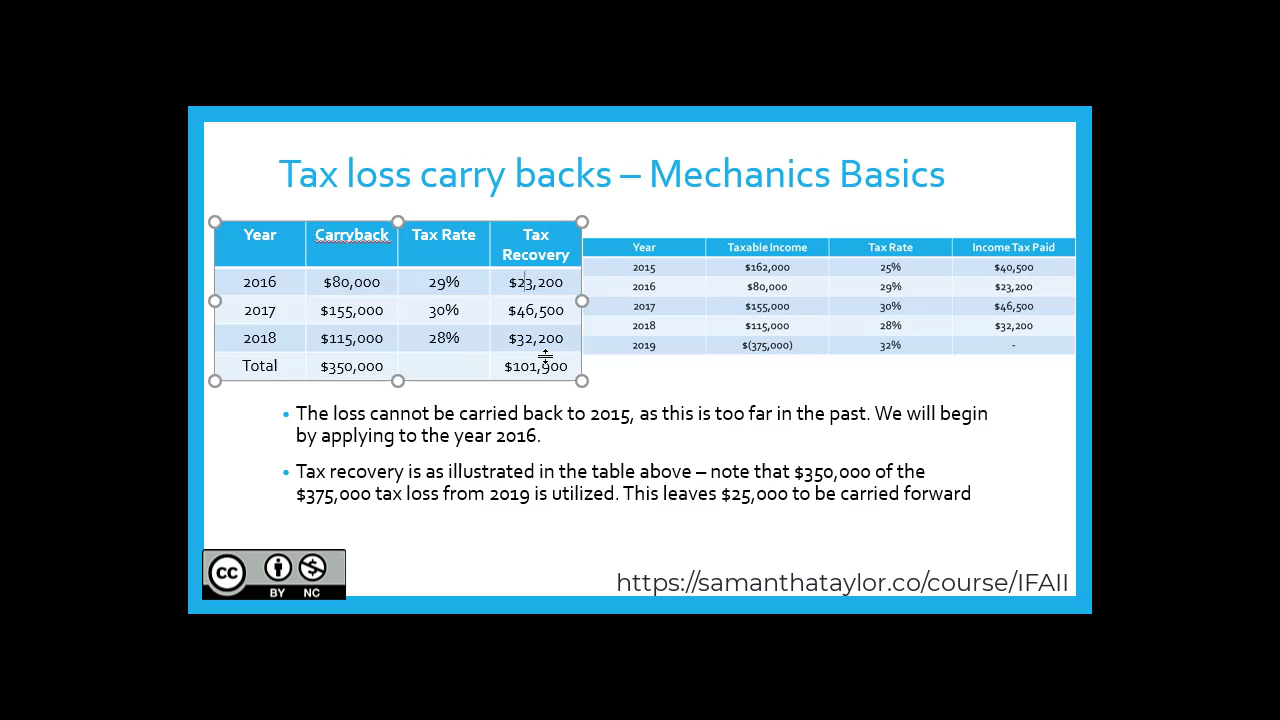 Tax loss carry backs – Mechanics Basics
Year Carryback Tax Rate Tax Recovery
2016 $80,000 29% $23,200
2017 $155,000 30% $46,500
2018 $115,000 28% $32,200
Total $350,000 $101,900
Year Taxable Income Tax Rate Income Tax Paid
2015 $162,000 25% $40,500
2016 $80,000 29% $23,200
2017 $155,000 30% $46,500
2018 $115,000 28% $32,200
2019 $(375,000) 32% -
• The loss cannot be carried back to 2015, as this is too far in the past. We will begin
by applying to the year 2016.
• Tax recovery is as illustrated in the table above – note that $350,000 of the
$375,000 tax loss from 2019 is utilized. This leaves $25,000 to be carried forward
cc
BY NC
https://samanthataylor.co/course/IFAII